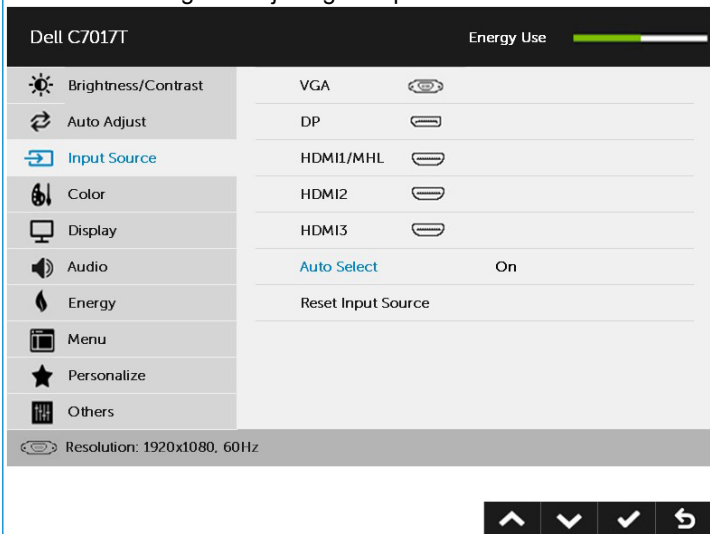 Dell C7017T
Energy Use
Brightness/Contrast
VGA
Auto Adjust
DP
Input Source
HDMI1/MHL
Color
HDMI2
Display
HDMI3
Audio
Auto Select
On
Energy
Reset Input Source
Menu
Personalize
Others
Resolution: 1920x1080, 60Hz